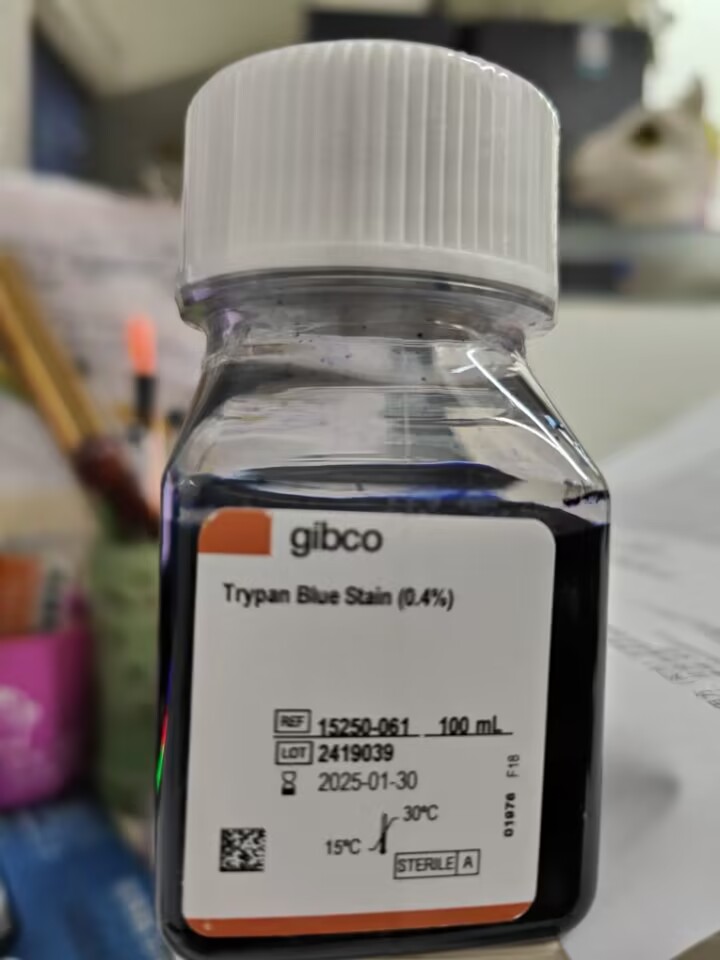 gibco
Trypan Blue Stain (0.4%)
REF 15250-061 100 mL
LOT 2419039
2025-01-30
30°C
15°C
STERILE A
01976 F18